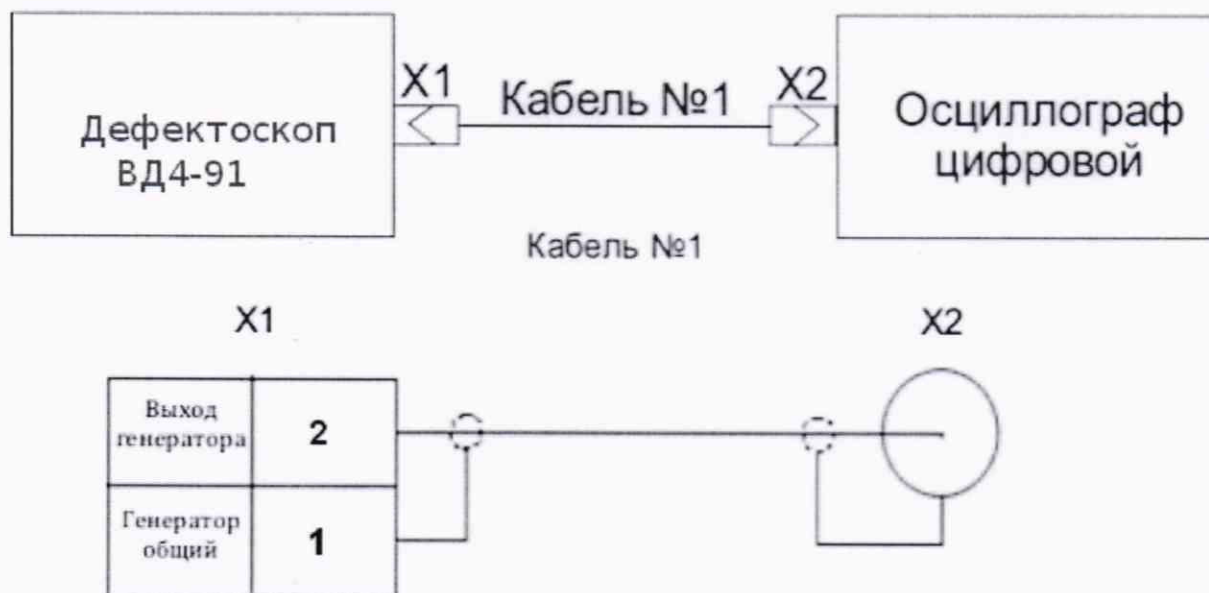 X1
Кабель №1
X2
Дефектоскоп
ВД4-91
Осциллограф
цифровой
Кабель №1
X1
X2
Выход
генератора
2
Генератор
общий
1